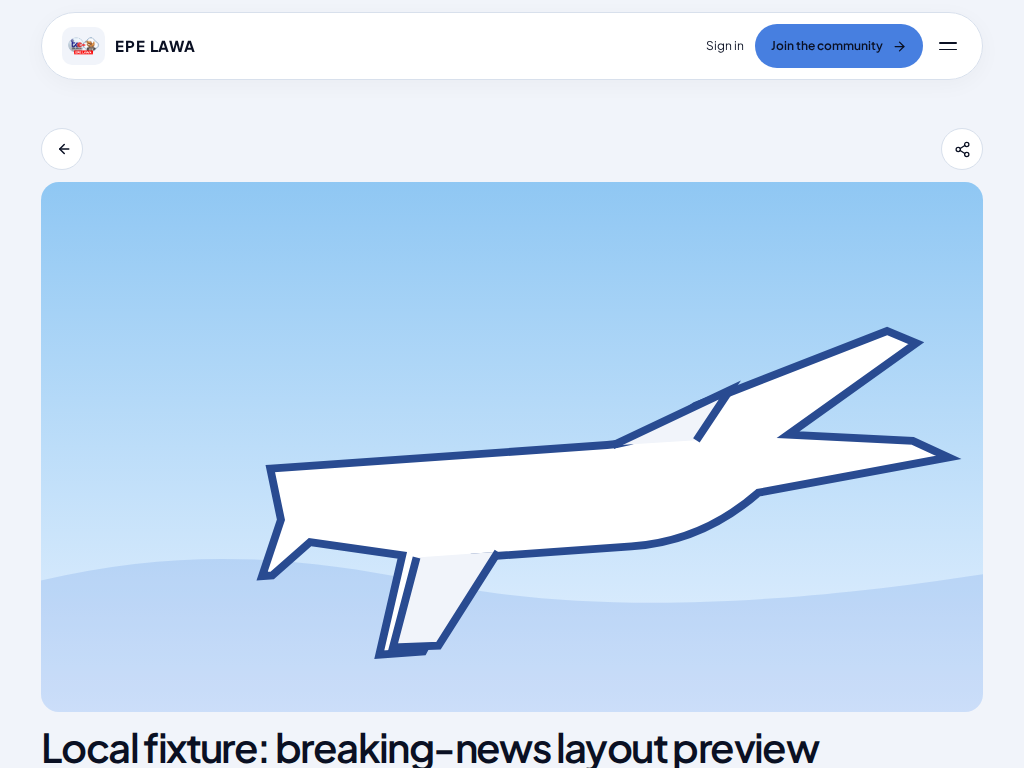 EPE LAWA
Sign in
Join the community
Local fixture: breaking-news layout preview